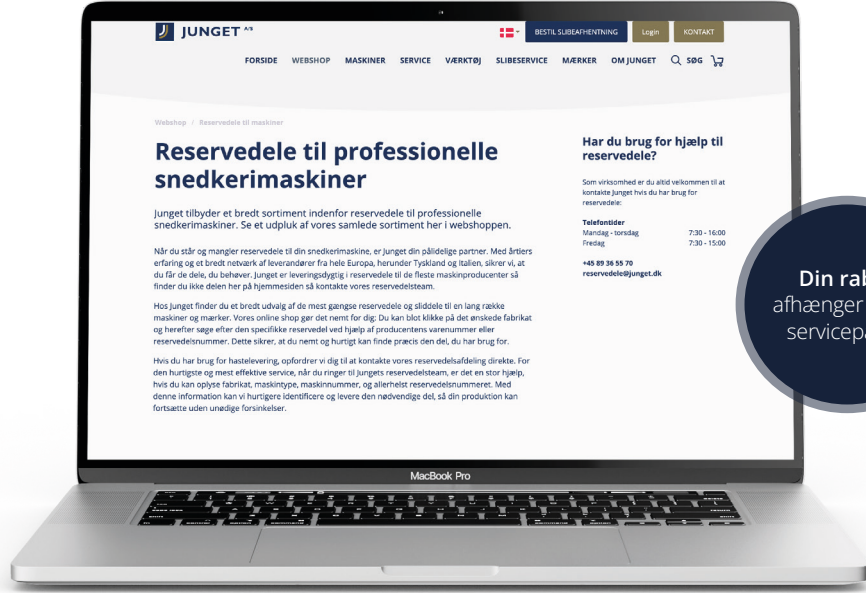 JUNGET A/S
BESTIL SLIBEAFHENTNING
Login
KONTAKT
FORSIDE WEBSHOP MASKINER SERVICE VÆRKTØJ SLIBESERVICE MÆRKER OM JUNGET SØG
Webshop / Reservedele til maskiner
Reservedele til professionelle
snedkerimaskiner
Junget tilbyder et bredt sortiment indenfor reservedele til professionelle
snedkerimaskiner. Se et udpluk af vores samlede sortiment her i webshoppen.
Når du står og mangler reservedele til din snedkerimaskine, er Junget din pålidelige partner. Med årtiers
erfaring og et bredt netværk af leverandører fra hele Europa, herunder Tyskland og Italien, sikrer vi, at
du får de dele, du behøver. Junget er leveringsdygtig i reservedele til de fleste maskinproducenter så
finder du ikke delen her på hjemmesiden så kontakte vores reservedelsteam.
Hos Junget finder du et bredt udvalg af de mest gængse reservedele og sliddele til en lang række
maskiner og mærker. Vores online shop gør det nemt for dig: Du kan blot klikke på det ønskede fabrikat
og herefter søge efter den specifikke reservedel ved hjælp af producentens varenummer eller
reservedelsnummer. Dette sikrer, at du nemt og hurtigt kan finde præcis den del, du har brug for.
Hvis du har brug for hastelevering, opfordrer vi dig til at kontakte vores reservedelsafdeling direkte. For
den hurtigste og mest effektive service, når du ringer til Jungets reservedelsteam, er det en stor hjælp,
hvis du kan oplyse fabrikat, maskintype, maskinnummer, og allerhelst reservedelsnummeret. Med
denne information kan vi hurtigere identificere og levere den nødvendige del, så din produktion kan
fortsætte uden unødige forsinkelser.
Har du brug for hjælp til
reservedele?
Som virksomhed er du altid velkommen til at
kontakte Junget hvis du har brug for
reservedele:
Telefontider
Mandag - torsdag 7:30 - 16:00
Fredag 7:30 - 15:00
+45 89 36 55 70
reservedele@junget.dk
Din rab
afhænger
servicepa
MacBook Pro